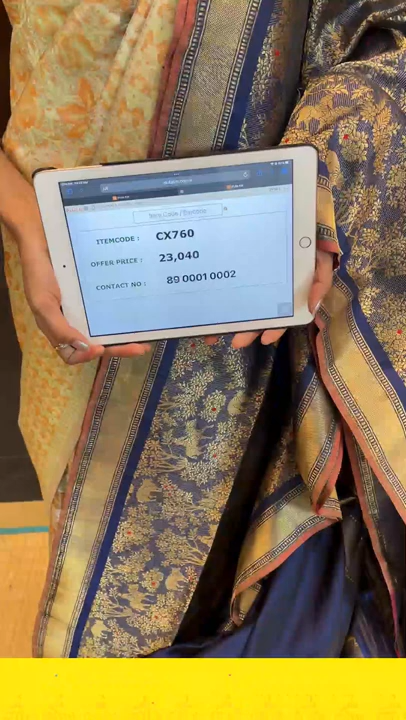 ITEMCODE : CX760
OFFER PRICE : 23,040
CONTACT NO : 89 0001 0002